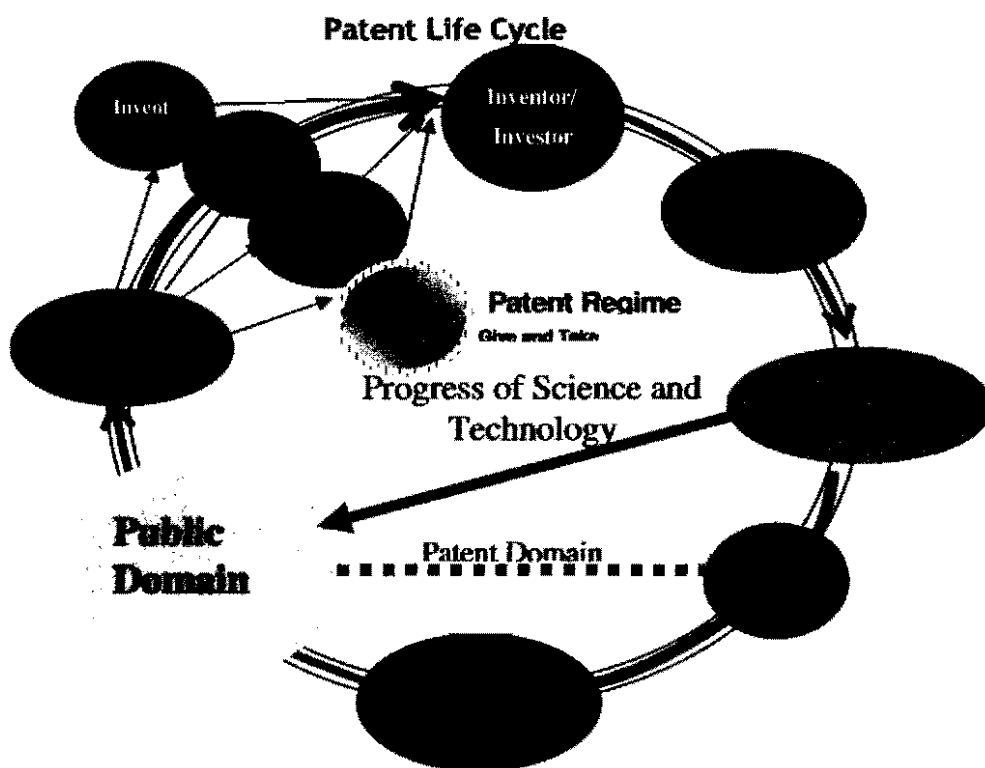 Patent Life Cycle
Invent
Inventor/
Investor
Patent Regime
Give and Take
Progress of Science and
Technology
Public
Domain
Patent Domain